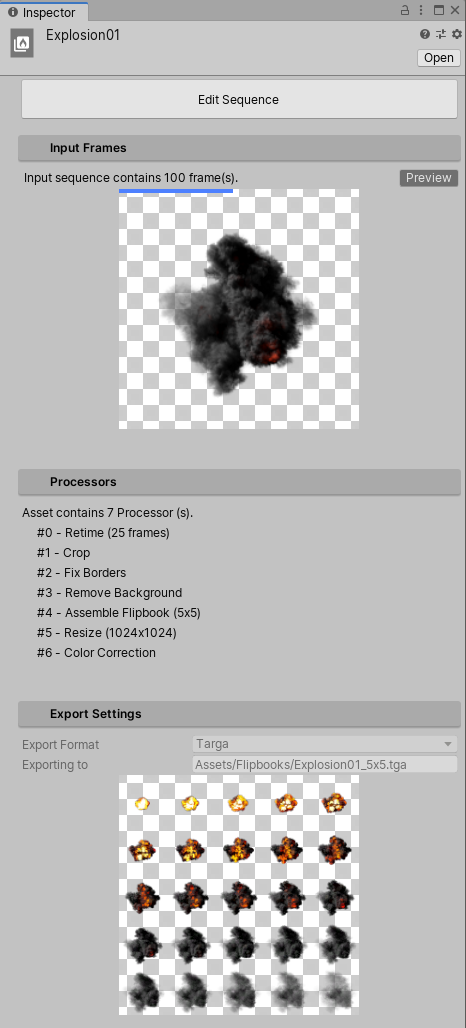 Inspector
Explosion01
Open
Edit Sequence
Input Frames
Input sequence contains 100 frame(s).
Preview
Processors
Asset contains 7 Processor (s).
#0 - Retime (25 frames)
#1 - Crop
#2 - Fix Borders
#3 - Remove Background
#4 - Assemble Flipbook (5x5)
#5 - Resize (1024x1024)
#6 - Color Correction
Export Settings
Export Format
Targa
Exporting to
Assets/Flipbooks/Explosion01_5x5.tga